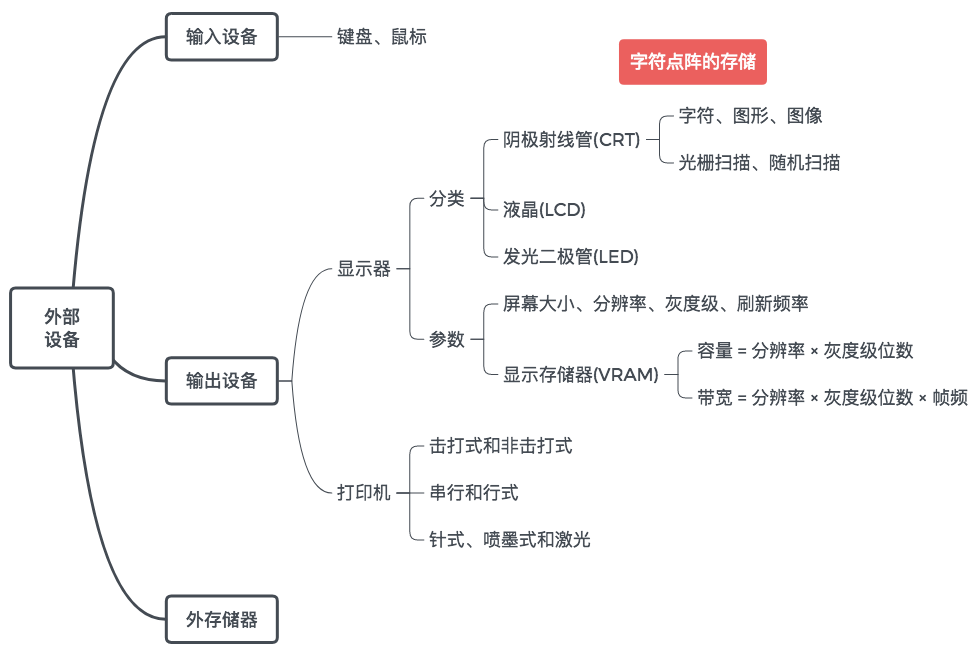 输入设备
键盘、鼠标
字符点阵的存储
阴极射线管(CRT)
字符、图形、图像
光栅扫描、随机扫描
分类
液晶(LCD)
发光二极管(LED)
显示器
屏幕大小、分辨率、灰度级、刷新频率
参数
显示存储器(VRAM)
容量 = 分辨率 × 灰度级位数
带宽 = 分辨率 × 灰度级位数 × 帧频
外部
设备
输出设备
打印机
击打式和非击打式
串行和行式
针式、喷墨式和激光
外存储器